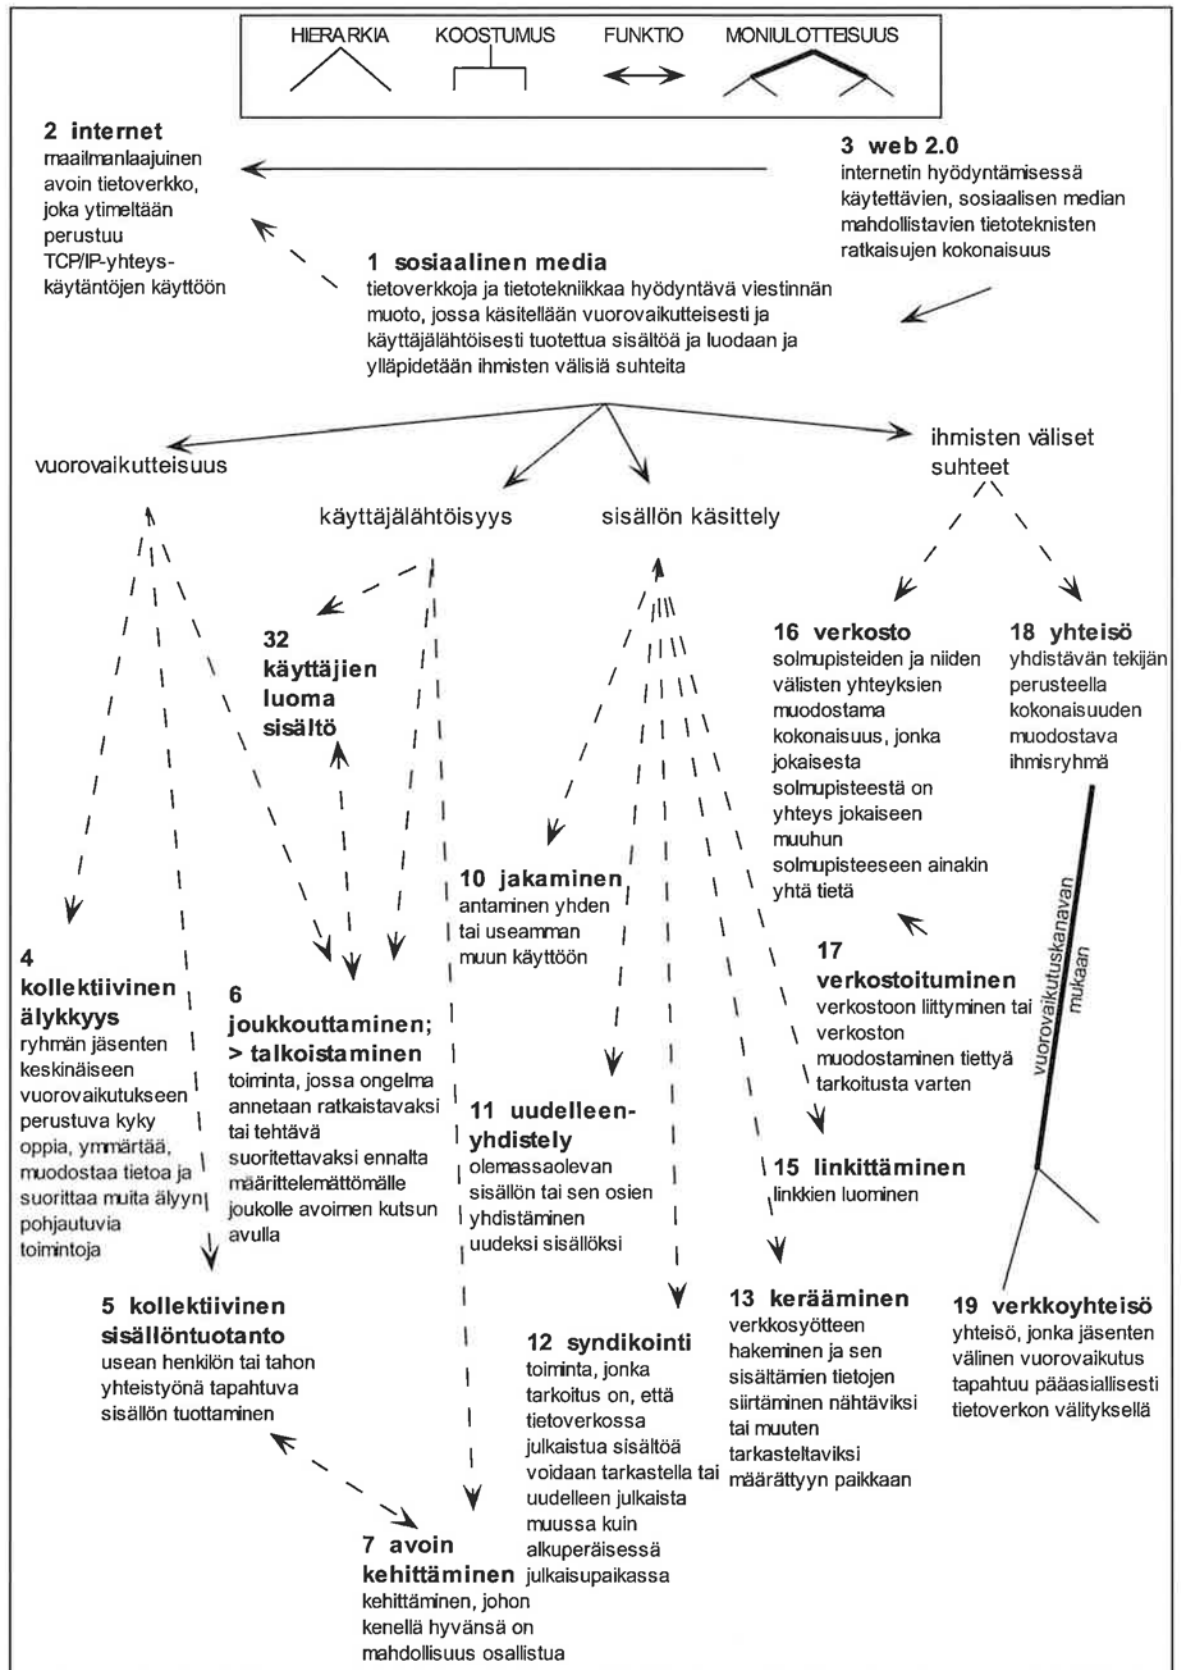 HIERARKIA KOOSTUMUS FUNKTIO MONIULOTTEISUUS
2 internet
maailmanlaajuinen
avoin tietoverkko,
joka ytimeltään
perustuu
TCP/IP-yhteys-
käytäntöjen käyttöön
3 web 2.0
internetin hyödyntämisessä
käytettävien, sosiaalisen median
mahdollistavien tietoteknisten
ratkaisujen kokonaisuus
1 sosiaalinen media
tietoverkkoja ja tietotekniikkaa hyödyntävä viestinnän
muoto, jossa käsitellään vuorovaikutteisesti ja
käyttäjälähtöisesti tuotettua sisältöä ja luodaan ja
ylläpidetään ihmisten välisiä suhteita
vuorovaikutteisuus
käyttäjälähtöisyys
sisällön käsittely
ihmisten väliset
suhteet
32
käyttäjien
luoma
sisältö
16 verkosto
solmupisteiden ja niiden
välisten yhteyksien
muodostama
kokonaisuus, jonka
jokaisesta
solmupisteestä on
yhteys jokaiseen
muuhun
solmupisteeseen ainakin
yhtä tietä
18 yhteisö
yhdistävän tekijän
perusteella
kokonaisuuden
muodostava
ihmisryhmä
10 jakaminen
antaminen yhden
tai useamman
muun käyttöön
17
verkostoituminen
verkostoon liittyminen tai
verkoston
muodostaminen tiettyä
tarkoitusta varten
vuorovaikutuskanavan
mukaan
4
kollektiivinen
älykkyys
ryhmän jäsenten
keskinäiseen
vuorovaikutukseen
perustuva kyky
oppia, ymmärtää,
muodostaa tietoa ja
suorittaa muita älyyn
pohjautuvia
toimintoja
6
joukkouttaminen;
> talkoistaminen
toiminta, jossa ongelma
annetaan ratkaistavaksi
tai tehtävä
suoritettavaksi ennalta
määrittelemättömälle
joukolle avoimen kutsun
avulla
11 uudelleen-
yhdistely
olemassaolevan
sisällön tai sen osien
yhdistäminen
uudeksi sisällöksi
15 linkittäminen
linkkien luominen
5 kollektiivinen
sisällöntuotanto
usean henkilön tai tahon
yhteistyönä tapahtuva
sisällön tuottaminen
12 syndikointi
toiminta, jonka
tarkoitus on, että
tietoverkossa
julkaistua sisältöä
voidaan tarkastella tai
uudelleen julkaista
muussa kuin
alkuperäisessä
julkaisupaikassa
13 kerääminen
verkkosyötteen
hakeminen ja sen
sisältämien tietojen
siirtäminen nähtäviksi
tai muuten
tarkasteltaviksi
määrättyyn paikkaan
19 verkkoyhteisö
yhteisö, jonka jäsenten
välinen vuorovaikutus
tapahtuu pääasiallisesti
tietoverkon välityksellä
7 avoin
kehittäminen
kehittäminen, johon
kenellä hyvänsä on
mahdollisuus osallistua